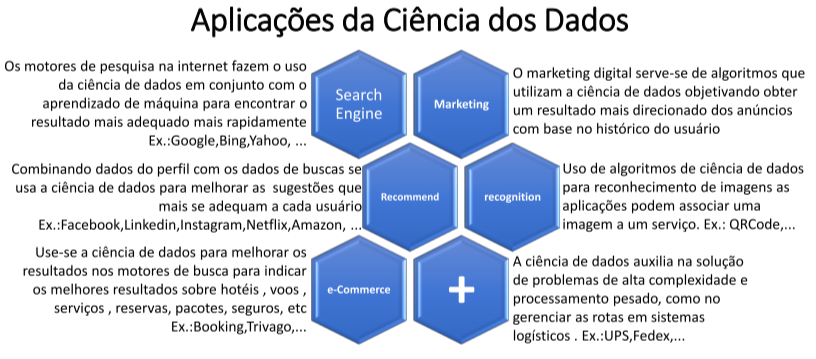 Aplicações da Ciência dos Dados
Os motores de pesquisa na internet fazem o uso
da ciência de dados em conjunto com o
aprendizado de máquina para encontrar o
resultado mais adequado mais rapidamente
Ex.:Google,Bing,Yahoo, ...
Search
Engine
Marketing
O marketing digital serve-se de algoritmos que
utilizam a ciência de dados objetivando obter
um resultado mais direcionado dos anúncios
com base no histórico do usuário
Combinando dados do perfil com os dados de buscas se
usa a ciência de dados para melhorar as  sugestões que
mais se adequam a cada usuário
Ex.:Facebook,Linkedin,Instagram,Netflix,Amazon, ...
Recommend
recognition
Uso de algoritmos de ciência de dados
para reconhecimento de imagens as
aplicações podem associar uma
imagem a um serviço. Ex.: QRCode,...
Use-se a ciência de dados para melhorar os
resultados nos motores de busca para indicar
os melhores resultados sobre hotéis , voos ,
serviços , reservas, pacotes, seguros, etc
Ex.:Booking,Trivago,...
e-Commerce
+
A ciência de dados auxilia na solução
de problemas de alta complexidade e
processamento pesado, como no
gerenciar as rotas em sistemas
logísticos . Ex.:UPS,Fedex,...